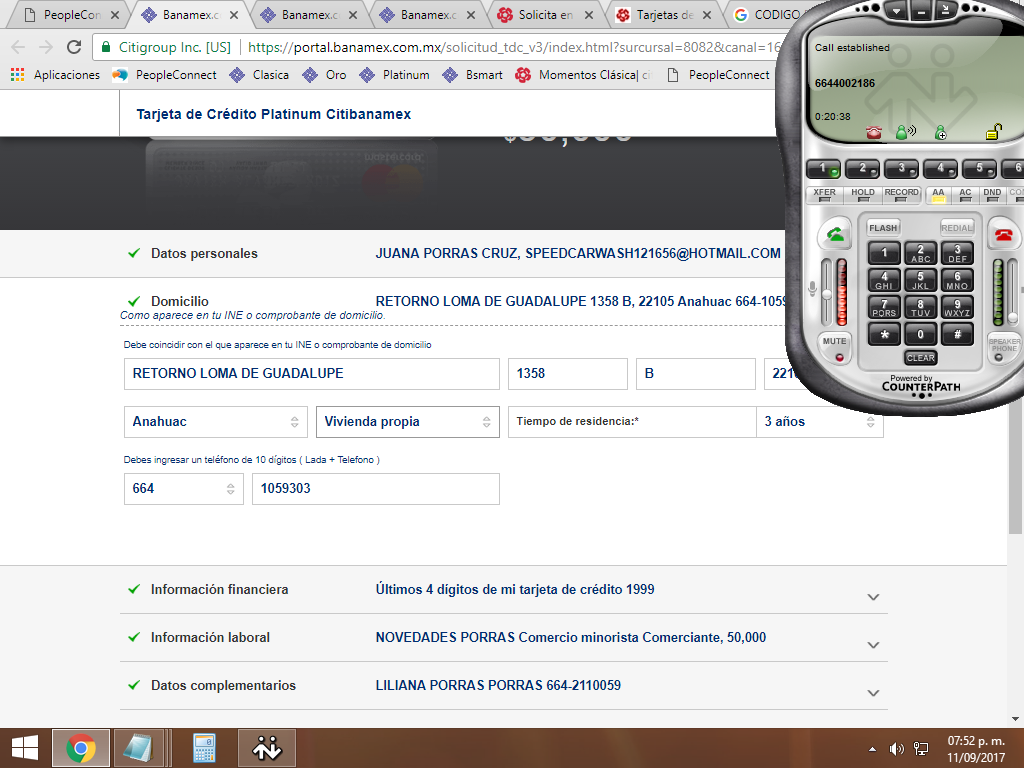 PeopleCon
Banamex.c
Banamex.c
Banamex.c
Solicita en
Tarjetas de
CODIGO
Citigroup Inc. [US]
https://portal.banamex.com.mx/solicitud_tdc_v3/index.html?sursursal=8082&canal=16
Aplicaciones
PeopleConnect
Clasica
Oro
Platinum
Bsmart
Momentos Clásica| ci
PeopleConnect
Tarjeta de Crédito Platinum Citibanamex
Datos personales
JUANA PORRAS CRUZ, SPEEDCARWASH121656@HOTMAIL.COM
Domicilio
RETORNO LOMA DE GUADALUPE 1358 B, 22105 Anahuac 664-1059
Como aparece en tu INE o comprobante de domicilio.
Debe coincidir con el que aparece en tu INE o comprobante de domicilio
RETORNO LOMA DE GUADALUPE
1358
B
Anahuac
Vivienda propia
Tiempo de residencia:*
3 años
Debes ingresar un teléfono de 10 dígitos ( Lada + Telefono )
664
1059303
Información financiera
Últimos 4 dígitos de mi tarjeta de crédito 1999
Información laboral
NOVEDADES PORRAS Comercio minorista Comerciante, 50,000
Datos complementarios
LILIANA PORRAS PORRAS 664-2110059
Call established
6644002186
0:20:38
1 2 3 4 5 6
XFER HOLD RECORD AA AC DND
FLASH
REDIAL
1
2 ABC
3 DEF
4 GHI
5 JKL
6 MNO
7 PQRS
8 TUV
9 WXYZ
*
0
#
MUTE
SPEAKER PHONE
CLEAR
Powered by
COUNTERPATH
07:52 p. m.
11/09/2017